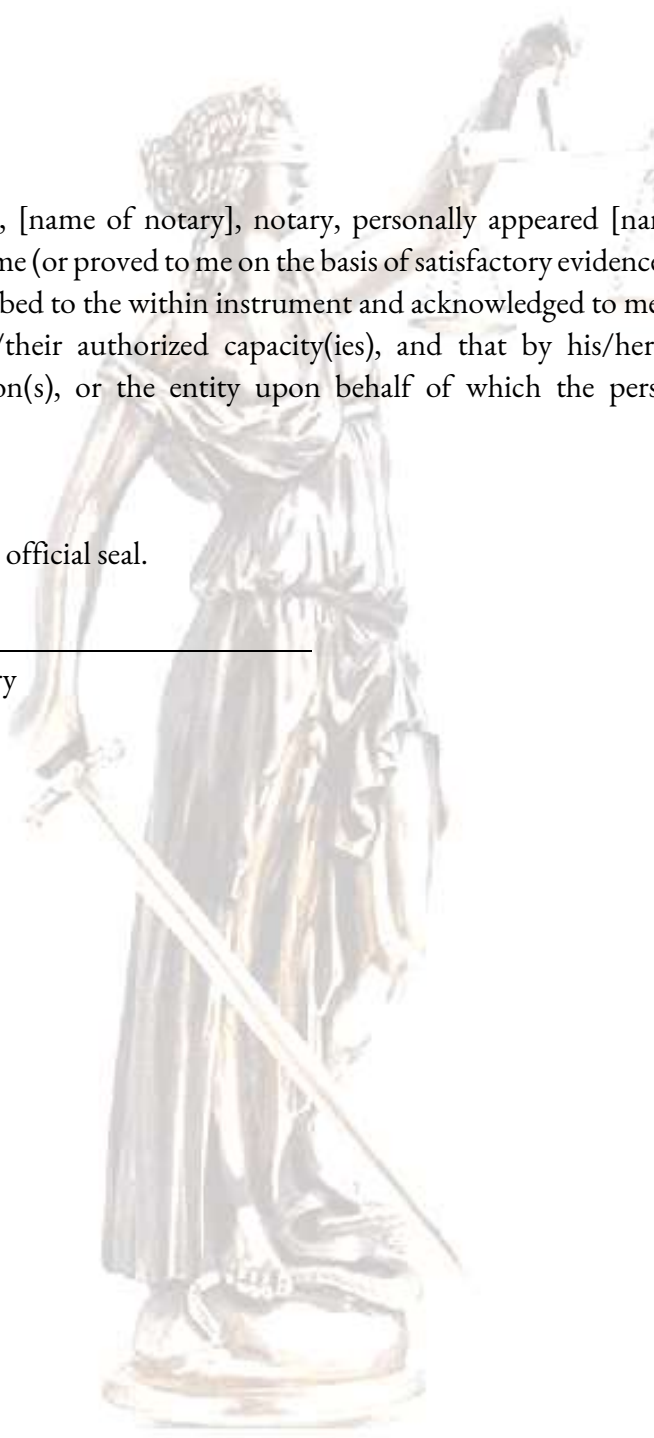 , [name of notary], notary, personally appeared [nar
me (or proved to me on the basis of satisfactory evidence
bed to the within instrument and acknowledged to me
/their authorized capacity(ies), and that by his/her
on(s), or the entity upon behalf of which the pers
official seal.
ry